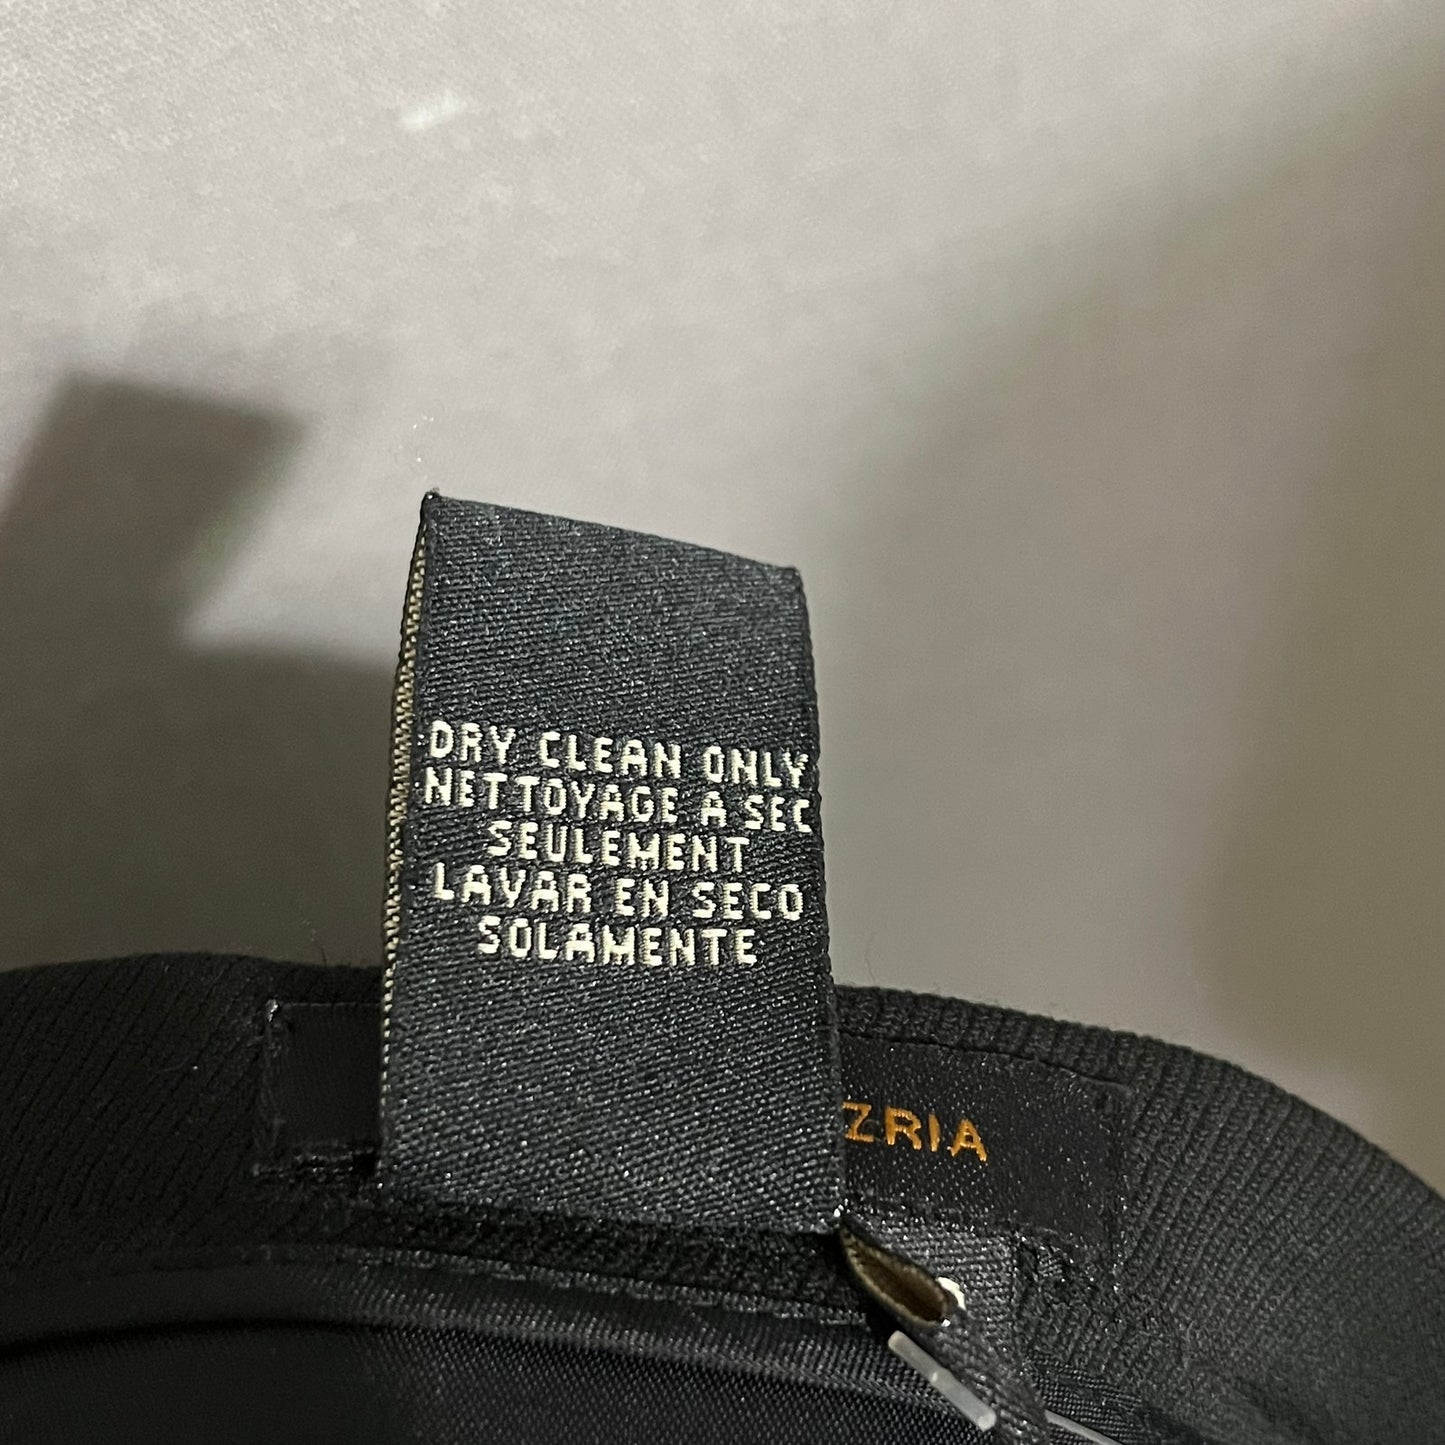 DRY CLEAN ONLY
NETTOYAGE A SEC
SEULEMENT
LAVAR EN SECO
SOLAMENTE
ZRIA